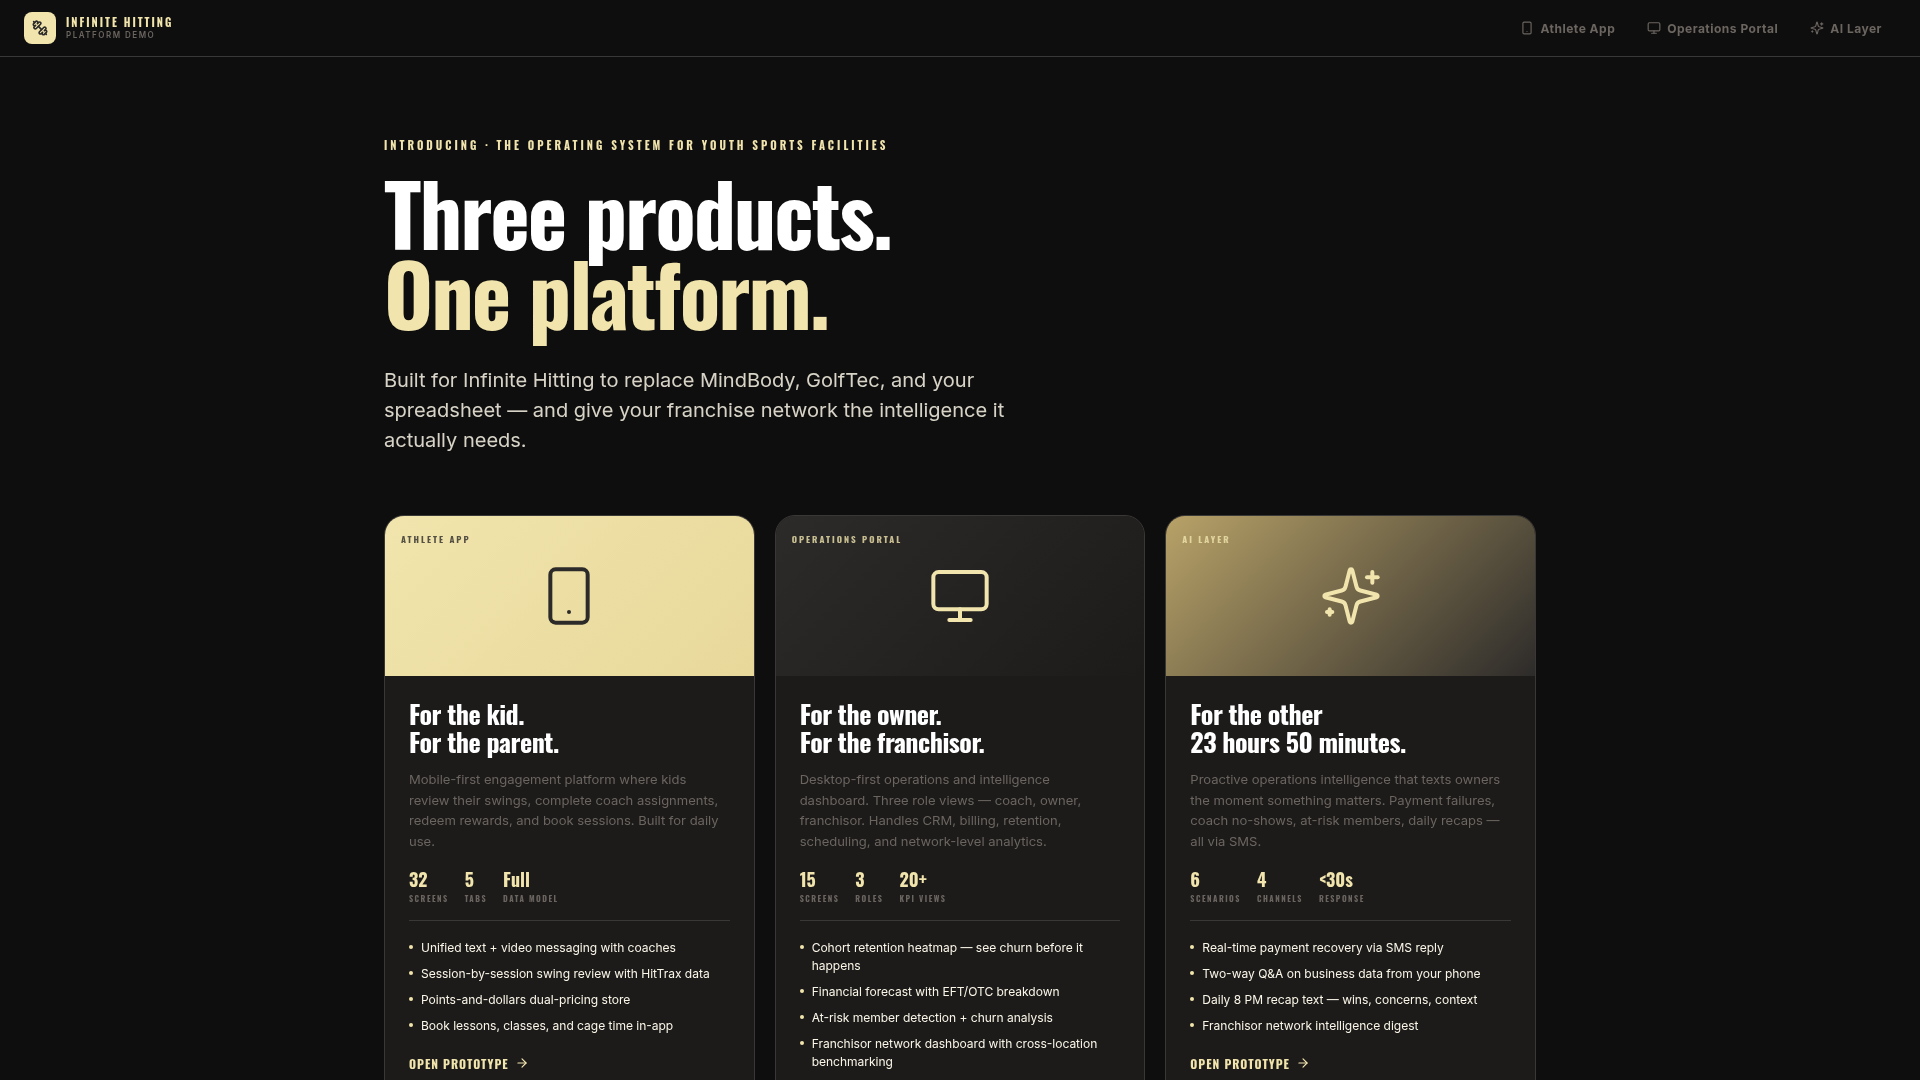 INFINITE HITTING
PLATFORM DEMO
Athlete App
Operations Portal
AI Layer
INTRODUCING · THE OPERATING SYSTEM FOR YOUTH SPORTS FACILITIES
Three products.
One platform.
Built for Infinite Hitting to replace MindBody, GolfTec, and your
spreadsheet — and give your franchise network the intelligence it
actually needs.
ATHLETE APP
For the kid.
For the parent.
Mobile-first engagement platform where kids
review their swings, complete coach assignments,
redeem rewards, and book sessions. Built for daily
use.
32
SCREENS
5
TABS
Full
DATA MODEL
• Unified text + video messaging with coaches
• Session-by-session swing review with HitTrax data
• Points-and-dollars dual-pricing store
• Book lessons, classes, and cage time in-app
OPEN PROTOTYPE →
OPERATIONS PORTAL
For the owner.
For the franchisor.
Desktop-first operations and intelligence
dashboard. Three role views — coach, owner,
franchisor. Handles CRM, billing, retention,
scheduling, and network-level analytics.
15
SCREENS
3
ROLES
20+
KPI VIEWS
• Cohort retention heatmap — see churn before it
happens
• Financial forecast with EFT/OTC breakdown
• At-risk member detection + churn analysis
• Franchisor network dashboard with cross-location
benchmarking
AI LAYER
For the other
23 hours 50 minutes.
Proactive operations intelligence that texts owners
the moment something matters. Payment failures,
coach no-shows, at-risk members, daily recaps —
all via SMS.
6
SCENARIOS
4
CHANNELS
<30s
RESPONSE
• Real-time payment recovery via SMS reply
• Two-way Q&A on business data from your phone
• Daily 8 PM recap text — wins, concerns, context
• Franchisor network intelligence digest
OPEN PROTOTYPE →